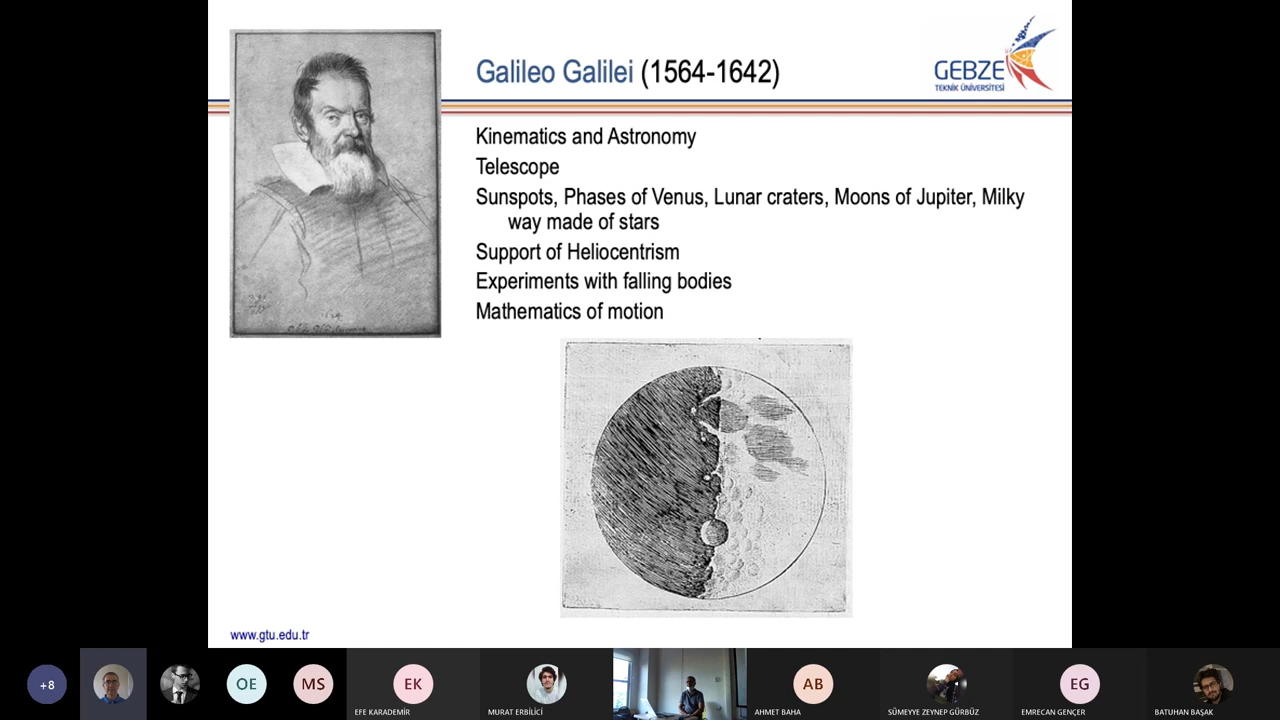 Galileo Galilei (1564-1642)
GEBZE
TEKNİK ÜNİVERSİTESİ
Kinematics and Astronomy
Telescope
Sunspots, Phases of Venus, Lunar craters, Moons of Jupiter, Milky
way made of stars
Support of Heliocentrism
Experiments with falling bodies
Mathematics of motion
www.gtu.edu.tr
+8
OE
MS
EK
EFE KARADEMİR
MURAT ERBİLİCİ
AB
AHMET BAHA
SÜMEYYE ZEYNEP GÜRBÜZ
EG
EMRECAN GENÇER
BATUHAN BAŞAK